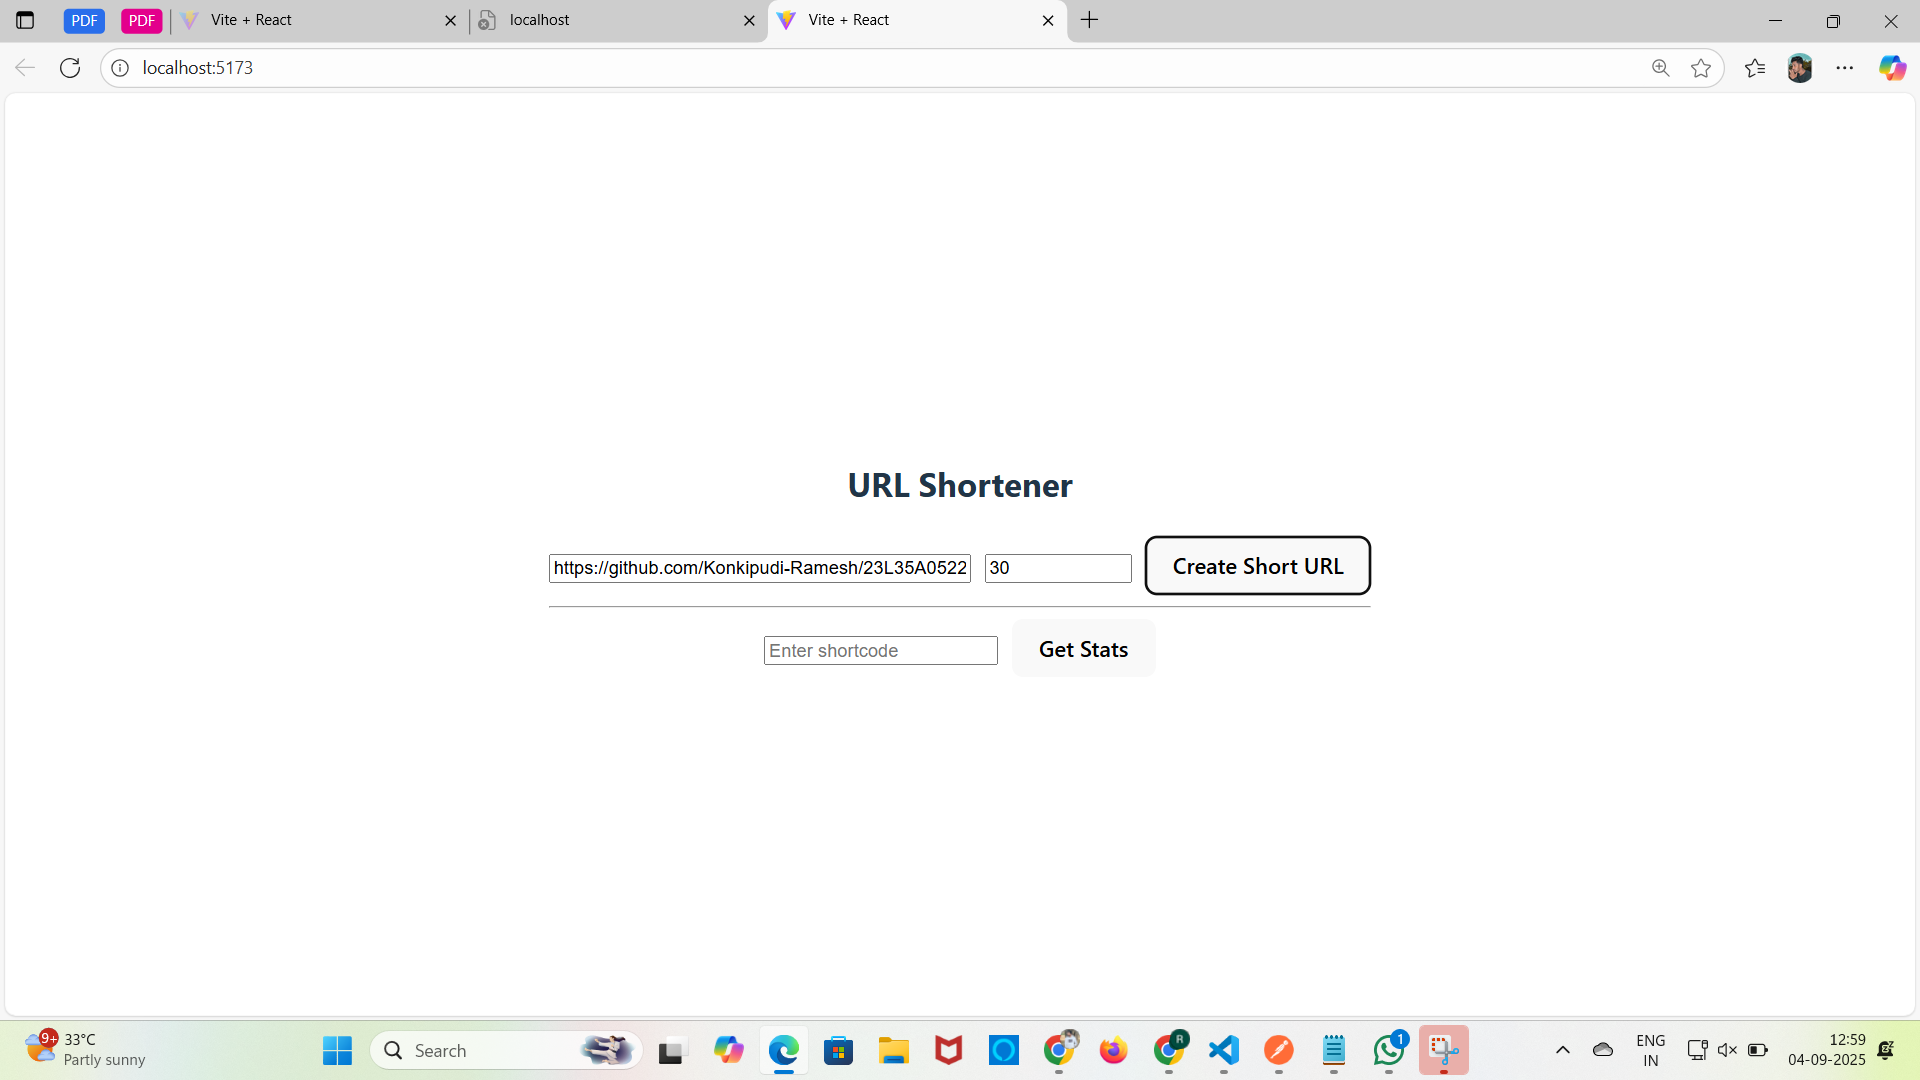 PDF PDF Vite + React localhost Vite + React
localhost:5173
URL Shortener
https://github.com/Konkipudi-Ramesh/23L35A0522 30 Create Short URL
Enter shortcode Get Stats
9+ 33°C
Partly sunny
Search
R
1
ENG
IN
12:59
04-09-2025